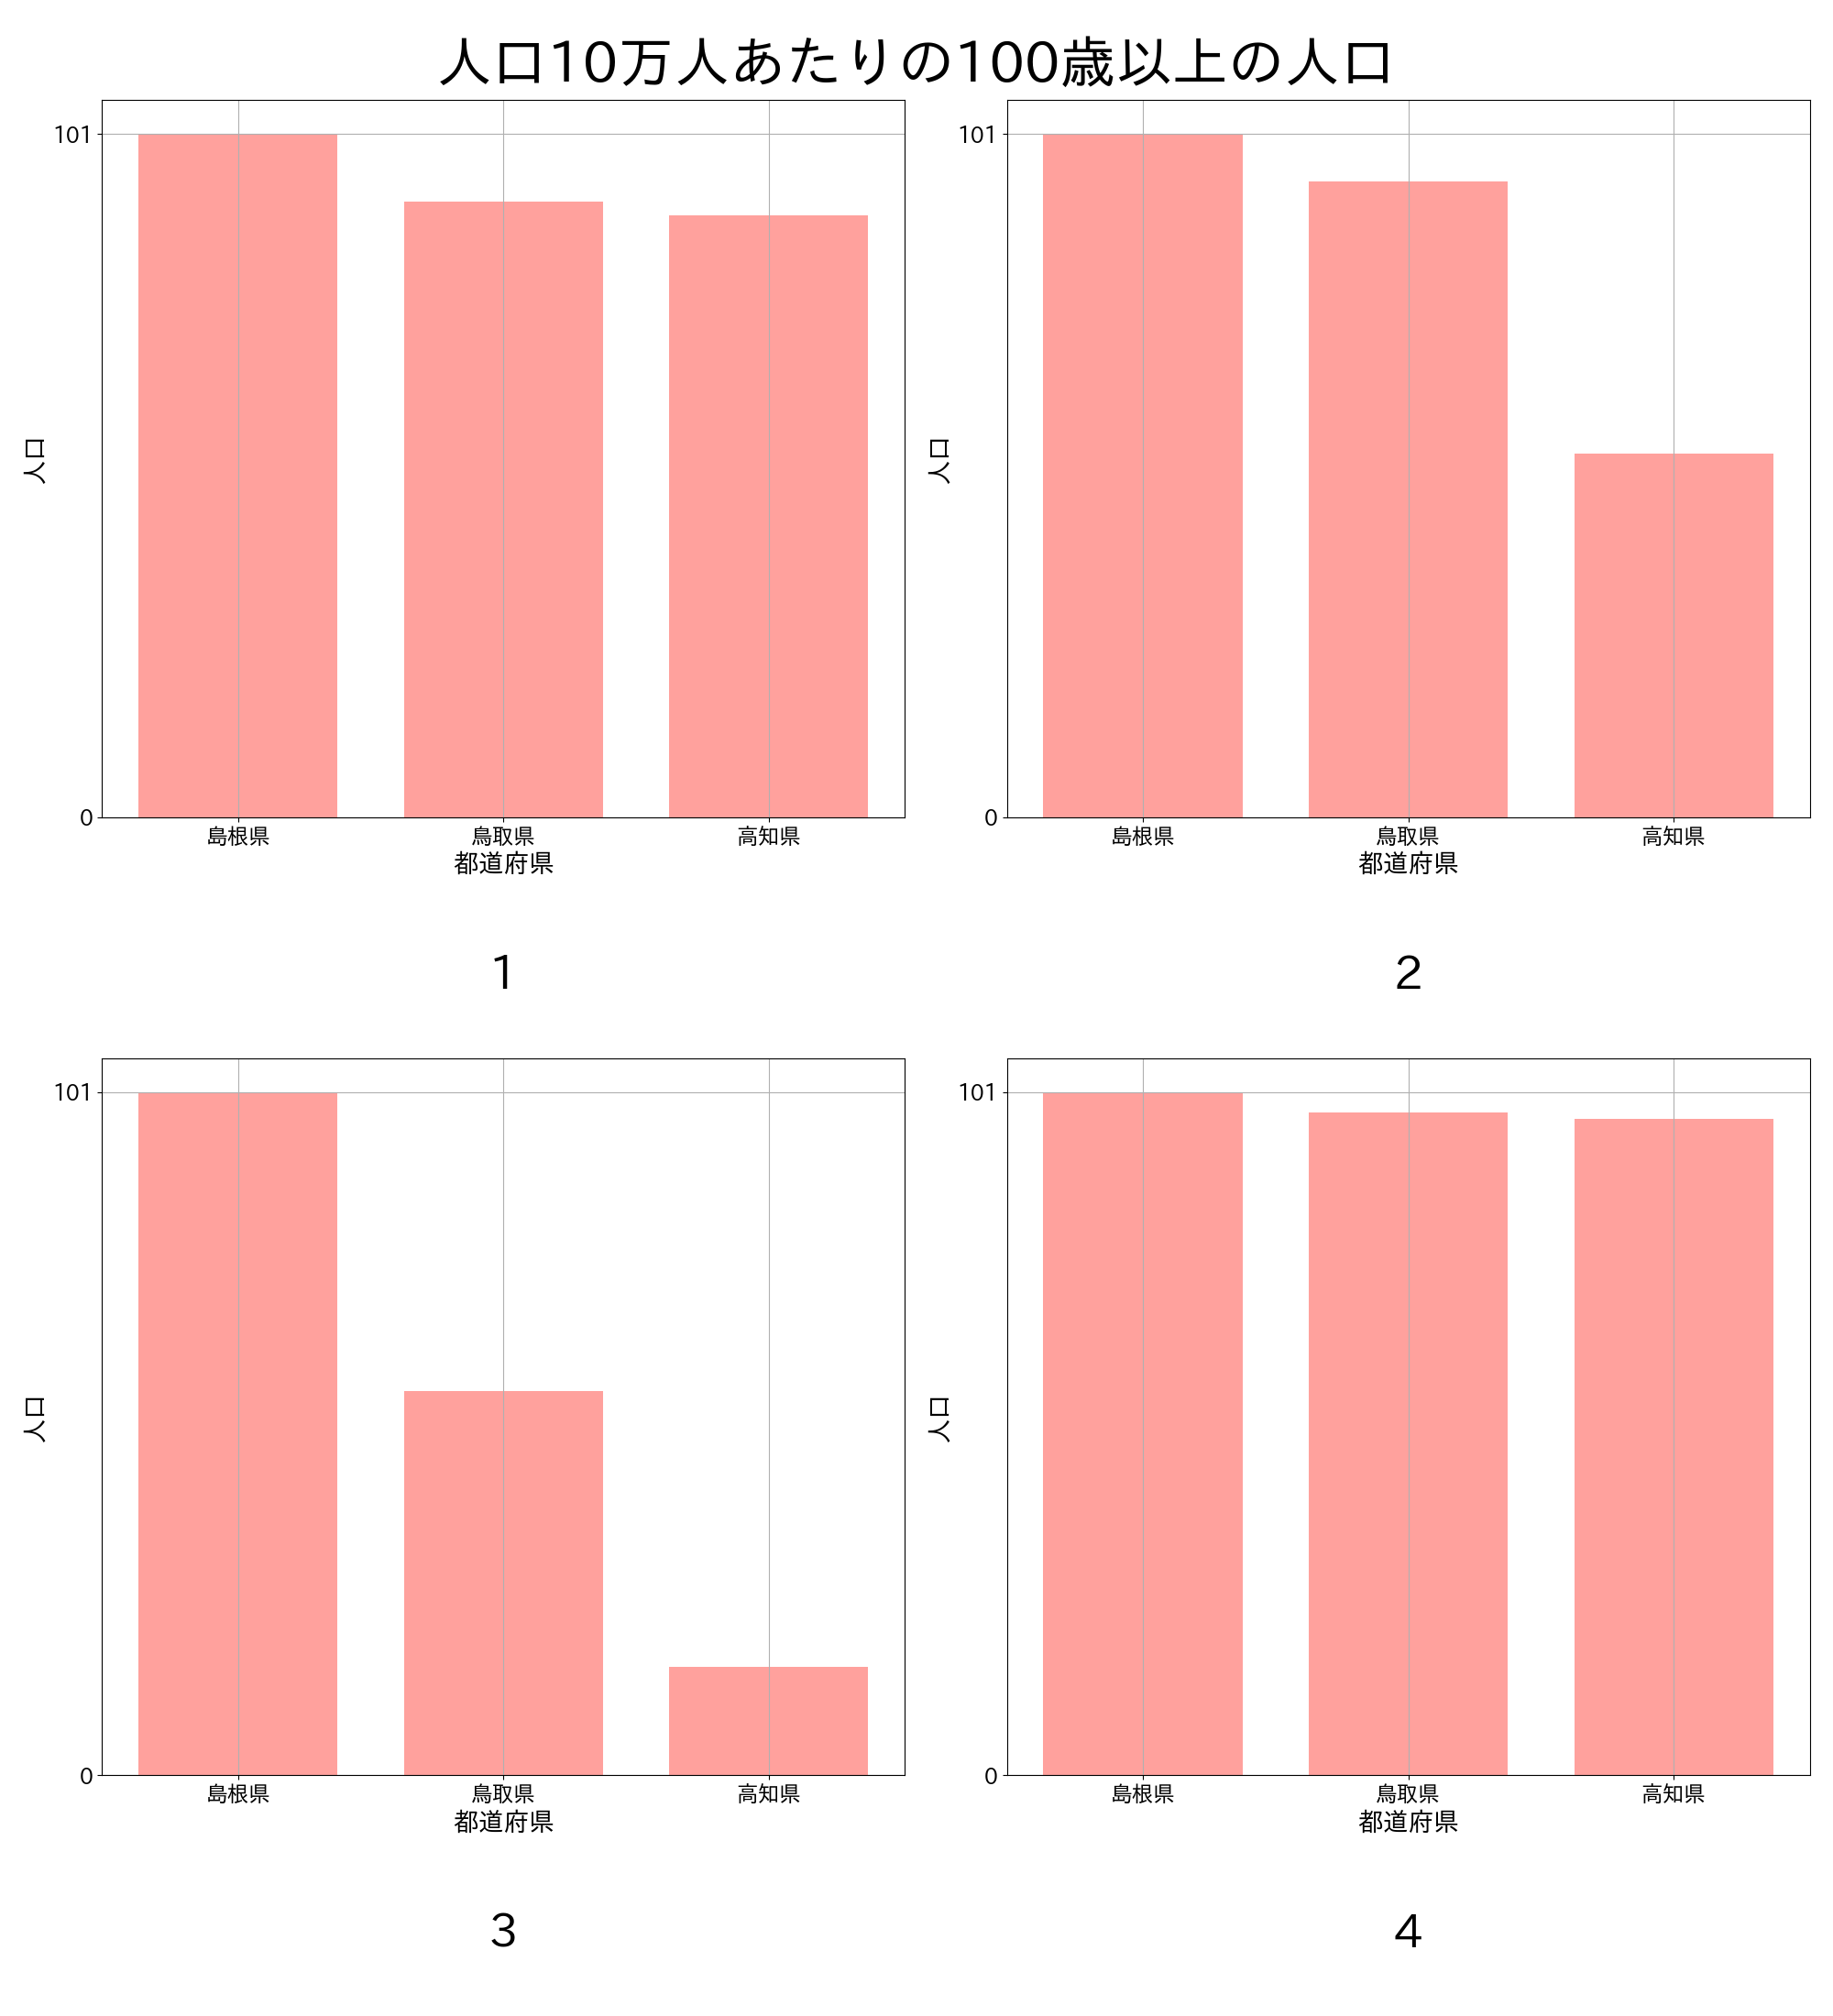 人口10万人あたりの100歳以上の人口
101
0
人口
島根県 鳥取県 高知県
都道府県
1
101
0
人口
島根県 鳥取県 高知県
都道府県
2
101
0
人口
島根県 鳥取県 高知県
都道府県
3
101
0
人口
島根県 鳥取県 高知県
都道府県
4